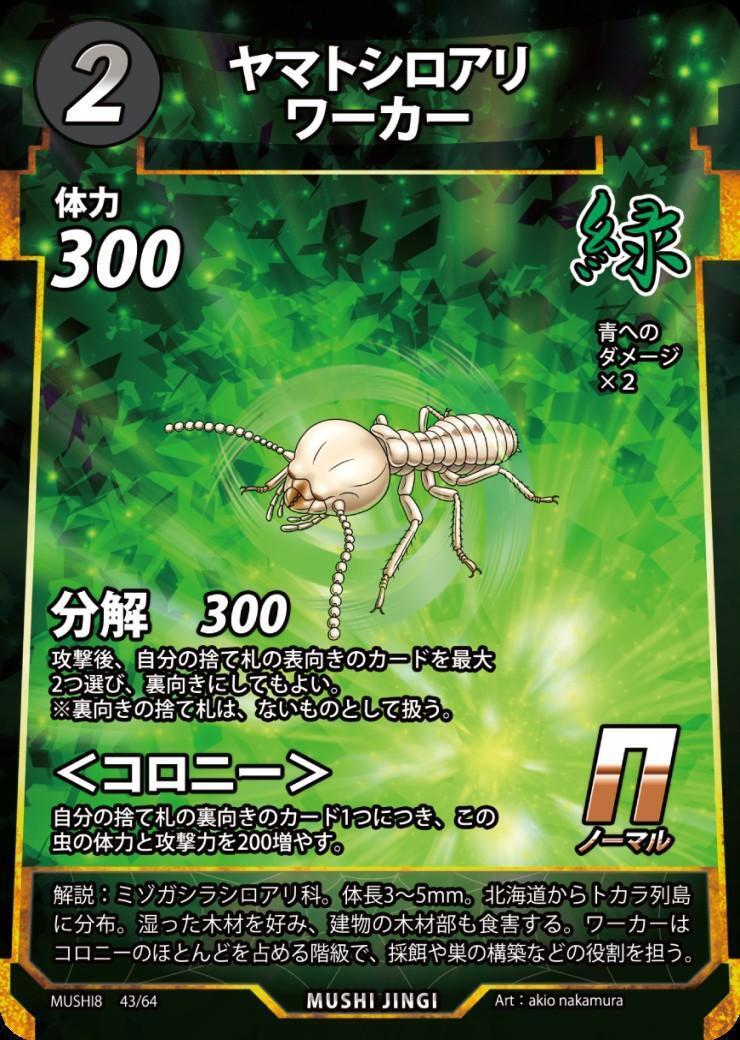 2
ヤマトシロアリ
ワーカー
体力
300
緑
青への
ダメージ
×2
分解 300
攻撃後、自分の捨て札の表向きのカードを最大
2つ選び、裏向きにしてもよい。
※裏向きの捨て札は、ないものとして扱う。
＜コロニー＞
自分の捨て札の裏向きのカード1つにつき、この
虫の体力と攻撃力を200増やす。
ノーマル
解説：ミゾガシラシロアリ科。体長3～5mm。北海道からトカラ列島
に分布。湿った木材を好み、建物の木材部も食害する。ワーカーは
コロニーのほとんどを占める階級で、採餌や巣の構築などの役割を担う。
MUSHI8 43/64
MUSHI JINGI
Art：akio nakamura